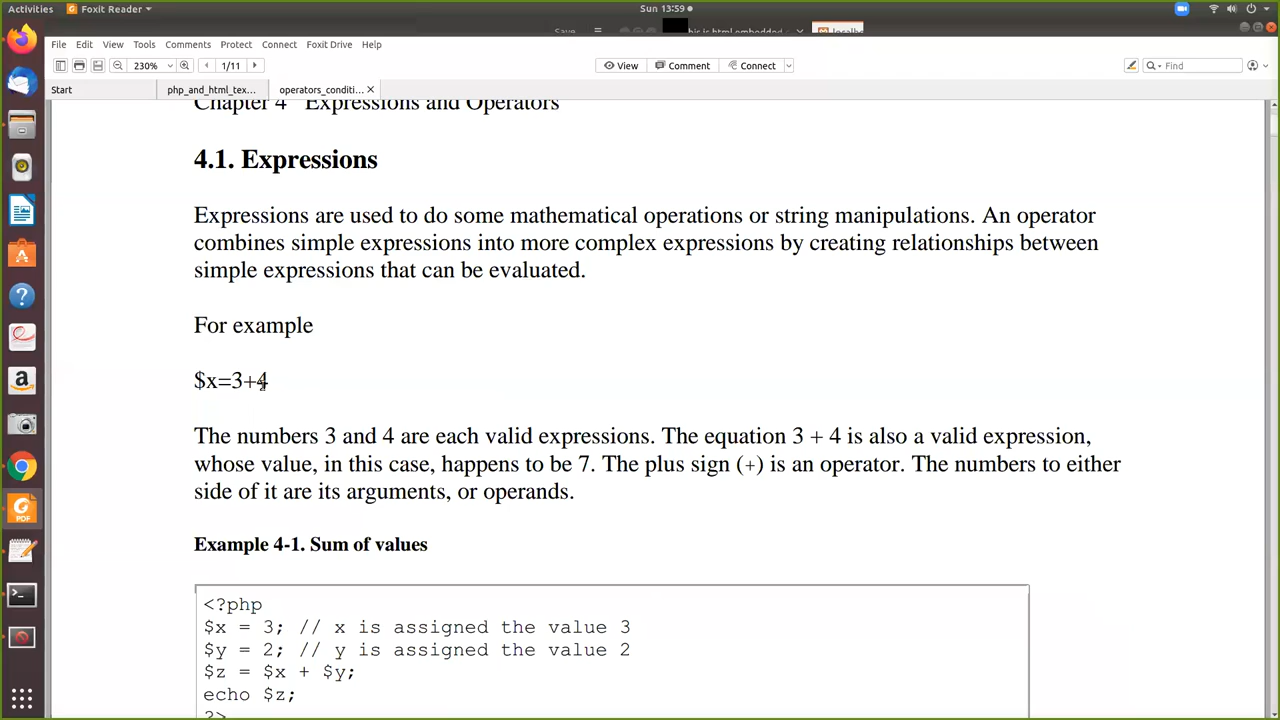 Activities Foxit Reader Sun 13:59
File Edit View Tools Comments Protect Connect Foxit Drive Help
230% 1/11 View Comment Connect Find
Start php_and_html_tex... operators_conditi...
Chapter 4 Expressions and Operators
4.1. Expressions
Expressions are used to do some mathematical operations or string manipulations. An operator
combines simple expressions into more complex expressions by creating relationships between
simple expressions that can be evaluated.
For example
$x=3+4
The numbers 3 and 4 are each valid expressions. The equation 3 + 4 is also a valid expression,
whose value, in this case, happens to be 7. The plus sign (+) is an operator. The numbers to either
side of it are its arguments, or operands.
Example 4-1. Sum of values
<?php
$x = 3; // x is assigned the value 3
$y = 2; // y is assigned the value 2
$z = $x + $y;
echo $z;
?>